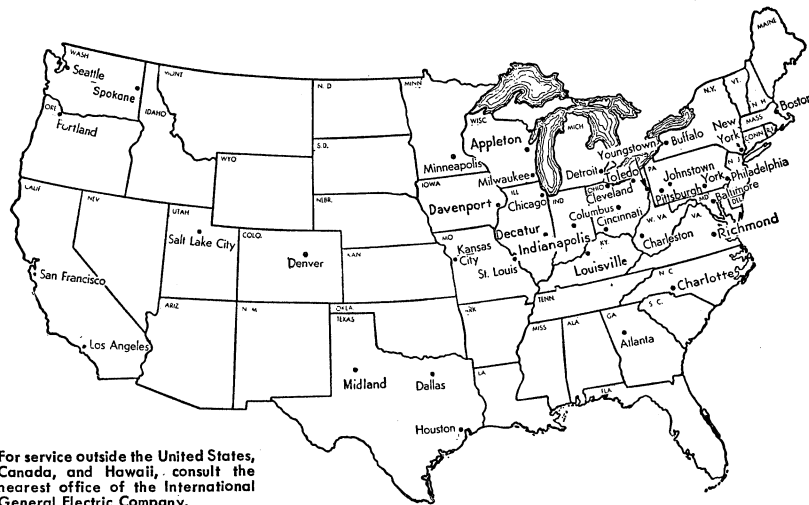 WASH
Seattle
Spokane
MONT
N. D
MINN
MAINE
N.Y.
VT.
N H
MASS
Boston
CONN
New
York
ORE
Portland
IDAHO
S.D.
WISC
Appleton
MICH
Minneapolis
Milwaukee
Youngstown
Buffalo
Detroit
Toledo
Cleveland
OHIO
PA
Johnstown
York
Pittsburgh
N J
Philadelphia
Baltimore
MD
DEL
WYO
CALIF
NEV
UTAH
Salt Lake City
COLO.
Denver
NEBR.
IOWA
Davenport
ILL
Chicago
IND
Columbus
Cincinnati
Decatur
Indianapolis
W. VA
VA
Charleston
Richmond
KAN
MO
Kansas
City
St. Louis
KY.
Louisville
San Francisco
Los Angeles
ARIZ
N M
OKLA
TEXAS
ARK
TENN
N C
Charlotte
S C.
MISS
ALA
GA
Atlanta
LA
FLA
Midland
Dallas
Houston
For service outside the United States,
Canada, and Hawaii, consult the
nearest office of the International
General Electric Company.